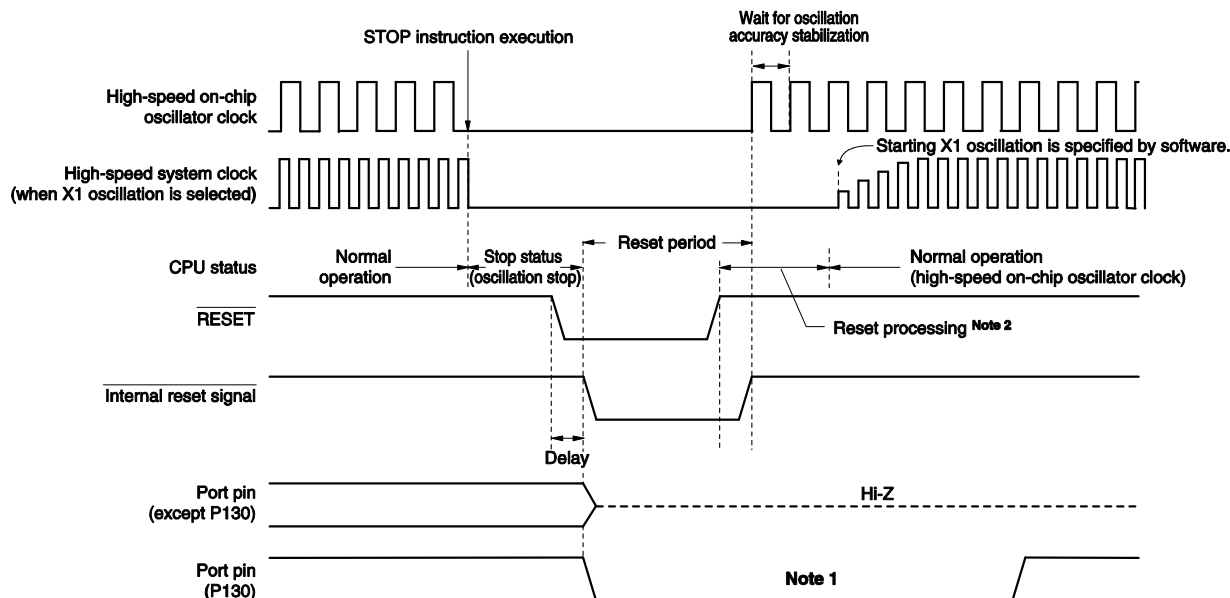 Wait for oscillation
accuracy stabilization
STOP instruction execution
High-speed on-chip
oscillator clock
Starting X1 oscillation is specified by software.
High-speed system clock
(when X1 oscillation is selected)
CPU status
Normal
operation
Stop status
(oscillation stop)
Reset period
Normal operation
(high-speed on-chip oscillator clock)
RESET
Reset processing Note 2
Internal reset signal
Delay
Port pin
(except P130)
Hi-Z
Port pin
(P130)
Note 1